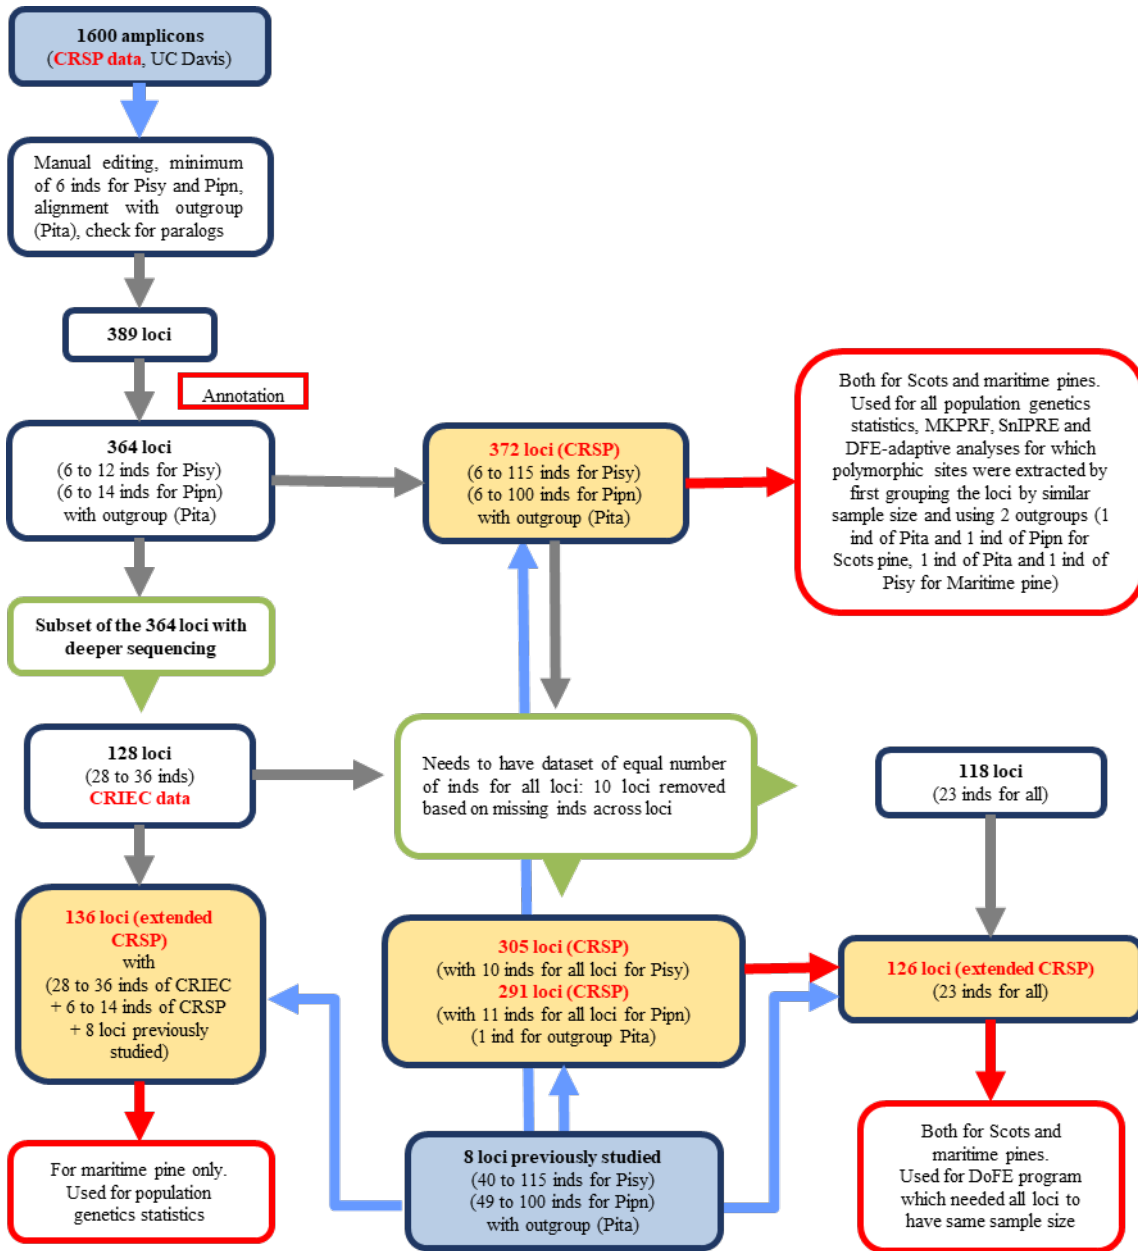 1600 amplicons
(CRSP data, UC Davis)
Manual editing, minimum
of 6 inds for Pisy and Pipn,
alignment with outgroup
(Pita), check for paralogs
389 loci
Annotation
364 loci
(6 to 12 inds for Pisy)
(6 to 14 inds for Pipn)
with outgroup (Pita)
372 loci (CRSP)
(6 to 115 inds for Pisy)
(6 to 100 inds for Pipn)
with outgroup (Pita)
Both for Scots and maritime pines.
Used for all population genetics
statistics, MKPRF, SnIPRE and
DFE-adaptive analyses for which
polymorphic sites were extracted by
first grouping the loci by similar
sample size and using 2 outgroups (1
ind of Pita and 1 ind of Pipn for
Scots pine, 1 ind of Pita and 1 ind of
Pisy for Maritime pine)
Subset of the 364 loci with
deeper sequencing
128 loci
(28 to 36 inds)
CRIEC data
Needs to have dataset of equal number
of inds for all loci: 10 loci removed
based on missing inds across loci
118 loci
(23 inds for all)
136 loci (extended
CRSP)
with
(28 to 36 inds of CRIEC
+ 6 to 14 inds of CRSP
+ 8 loci previously
studied)
305 loci (CRSP)
(with 10 inds for all loci for Pisy)
291 loci (CRSP)
(with 11 inds for all loci for Pipn)
(1 ind for outgroup Pita)
126 loci (extended CRSP)
(23 inds for all)
For maritime pine only.
Used for population
genetics statistics
8 loci previously studied
(40 to 115 inds for Pisy)
(49 to 100 inds for Pipn)
with outgroup (Pita)
Both for Scots and
maritime pines.
Used for DoFE program
which needed all loci to
have same sample size